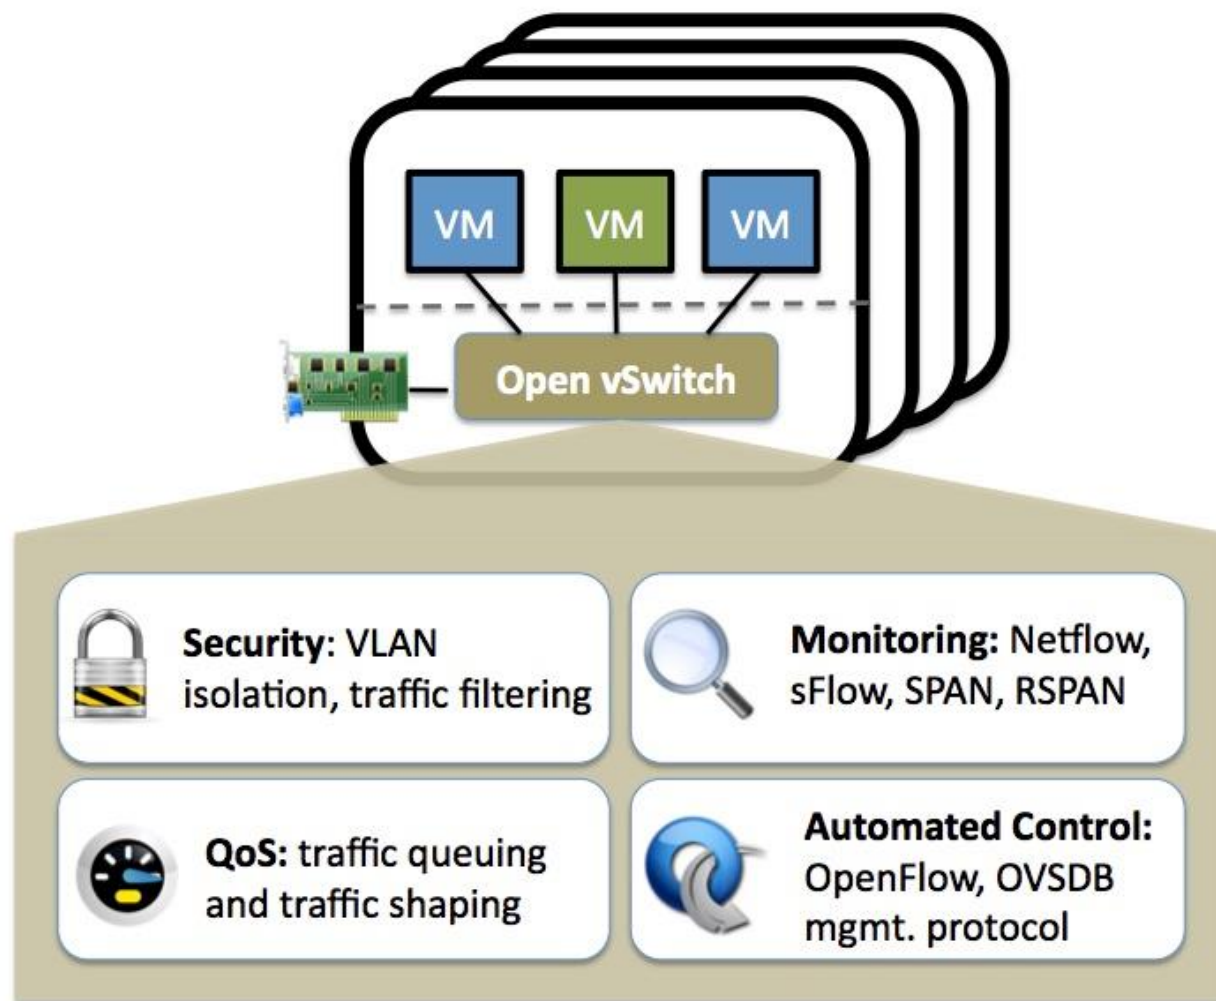 VM VM VM
Open vSwitch
Security: VLAN
isolation, traffic filtering
Monitoring: Netflow,
sFlow, SPAN, RSPAN
QoS: traffic queuing
and traffic shaping
Automated Control:
OpenFlow, OVSDB
mgmt. protocol